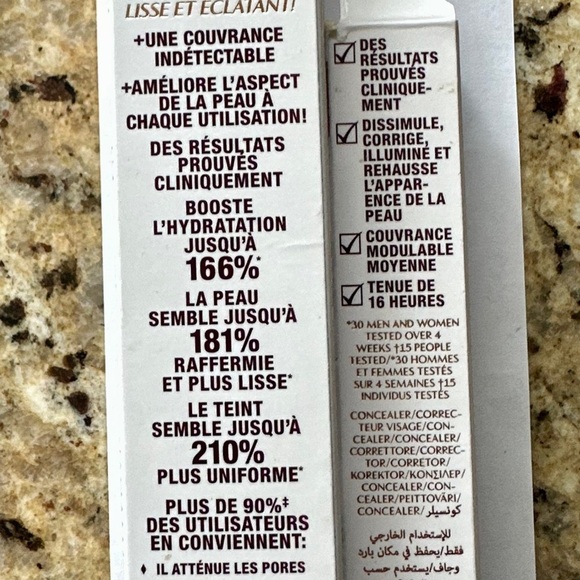 LISSE ET ÉCLATANT!
+UNE COUVRANCE
INDÉTECTABLE
+AMÉLIORE L'ASPECT
DE LA PEAU À
CHAQUE UTILISATION!
DES RÉSULTATS
PROUVÉS
CLINIQUEMENT
BOOSTE
L'HYDRATATION
JUSQU'À
166%*
LA PEAU
SEMBLE JUSQU'À
181%
RAFFERMIE
ET PLUS LISSE*
LE TEINT
SEMBLE JUSQU'À
210%
PLUS UNIFORME*
PLUS DE 90%‡
DES UTILISATEURS
EN CONVIENNENT:
♦ IL ATTÉNUE LES PORES
DES
RÉSULTATS
PROUVÉS
CLINIQUE-
MENT
DISSIMULE,
CORRIGE,
ILLUMINE ET
REHAUSSE
L'APPAR-
ENCE DE LA
PEAU
COUVRANCE
MODULABLE
MOYENNE
TENUE DE
16 HEURES
*30 MEN AND WOMEN
TESTED OVER 4
WEEKS †15 PEOPLE
TESTED/*30 HOMMES
ET FEMMES TESTÉS
SUR 4 SEMAINES †15
INDIVIDUS TESTÉS
CONCEALER/CORREC-
TEUR VISAGE/CON-
CEALER/CONCEALER/
CORRETTORE/CORREC-
TOR/CORRETOR/
KOREKTOR/ΚΟΝΣΙΛΕΡ/
CONCEALER/CON-
CEALER/PEITTOVÄRI/
CONCEALER/كونسيلر
للإستخدام الخارجي
فقط/يحفظ في مكان بارد
وجاف/يستخدم حسب